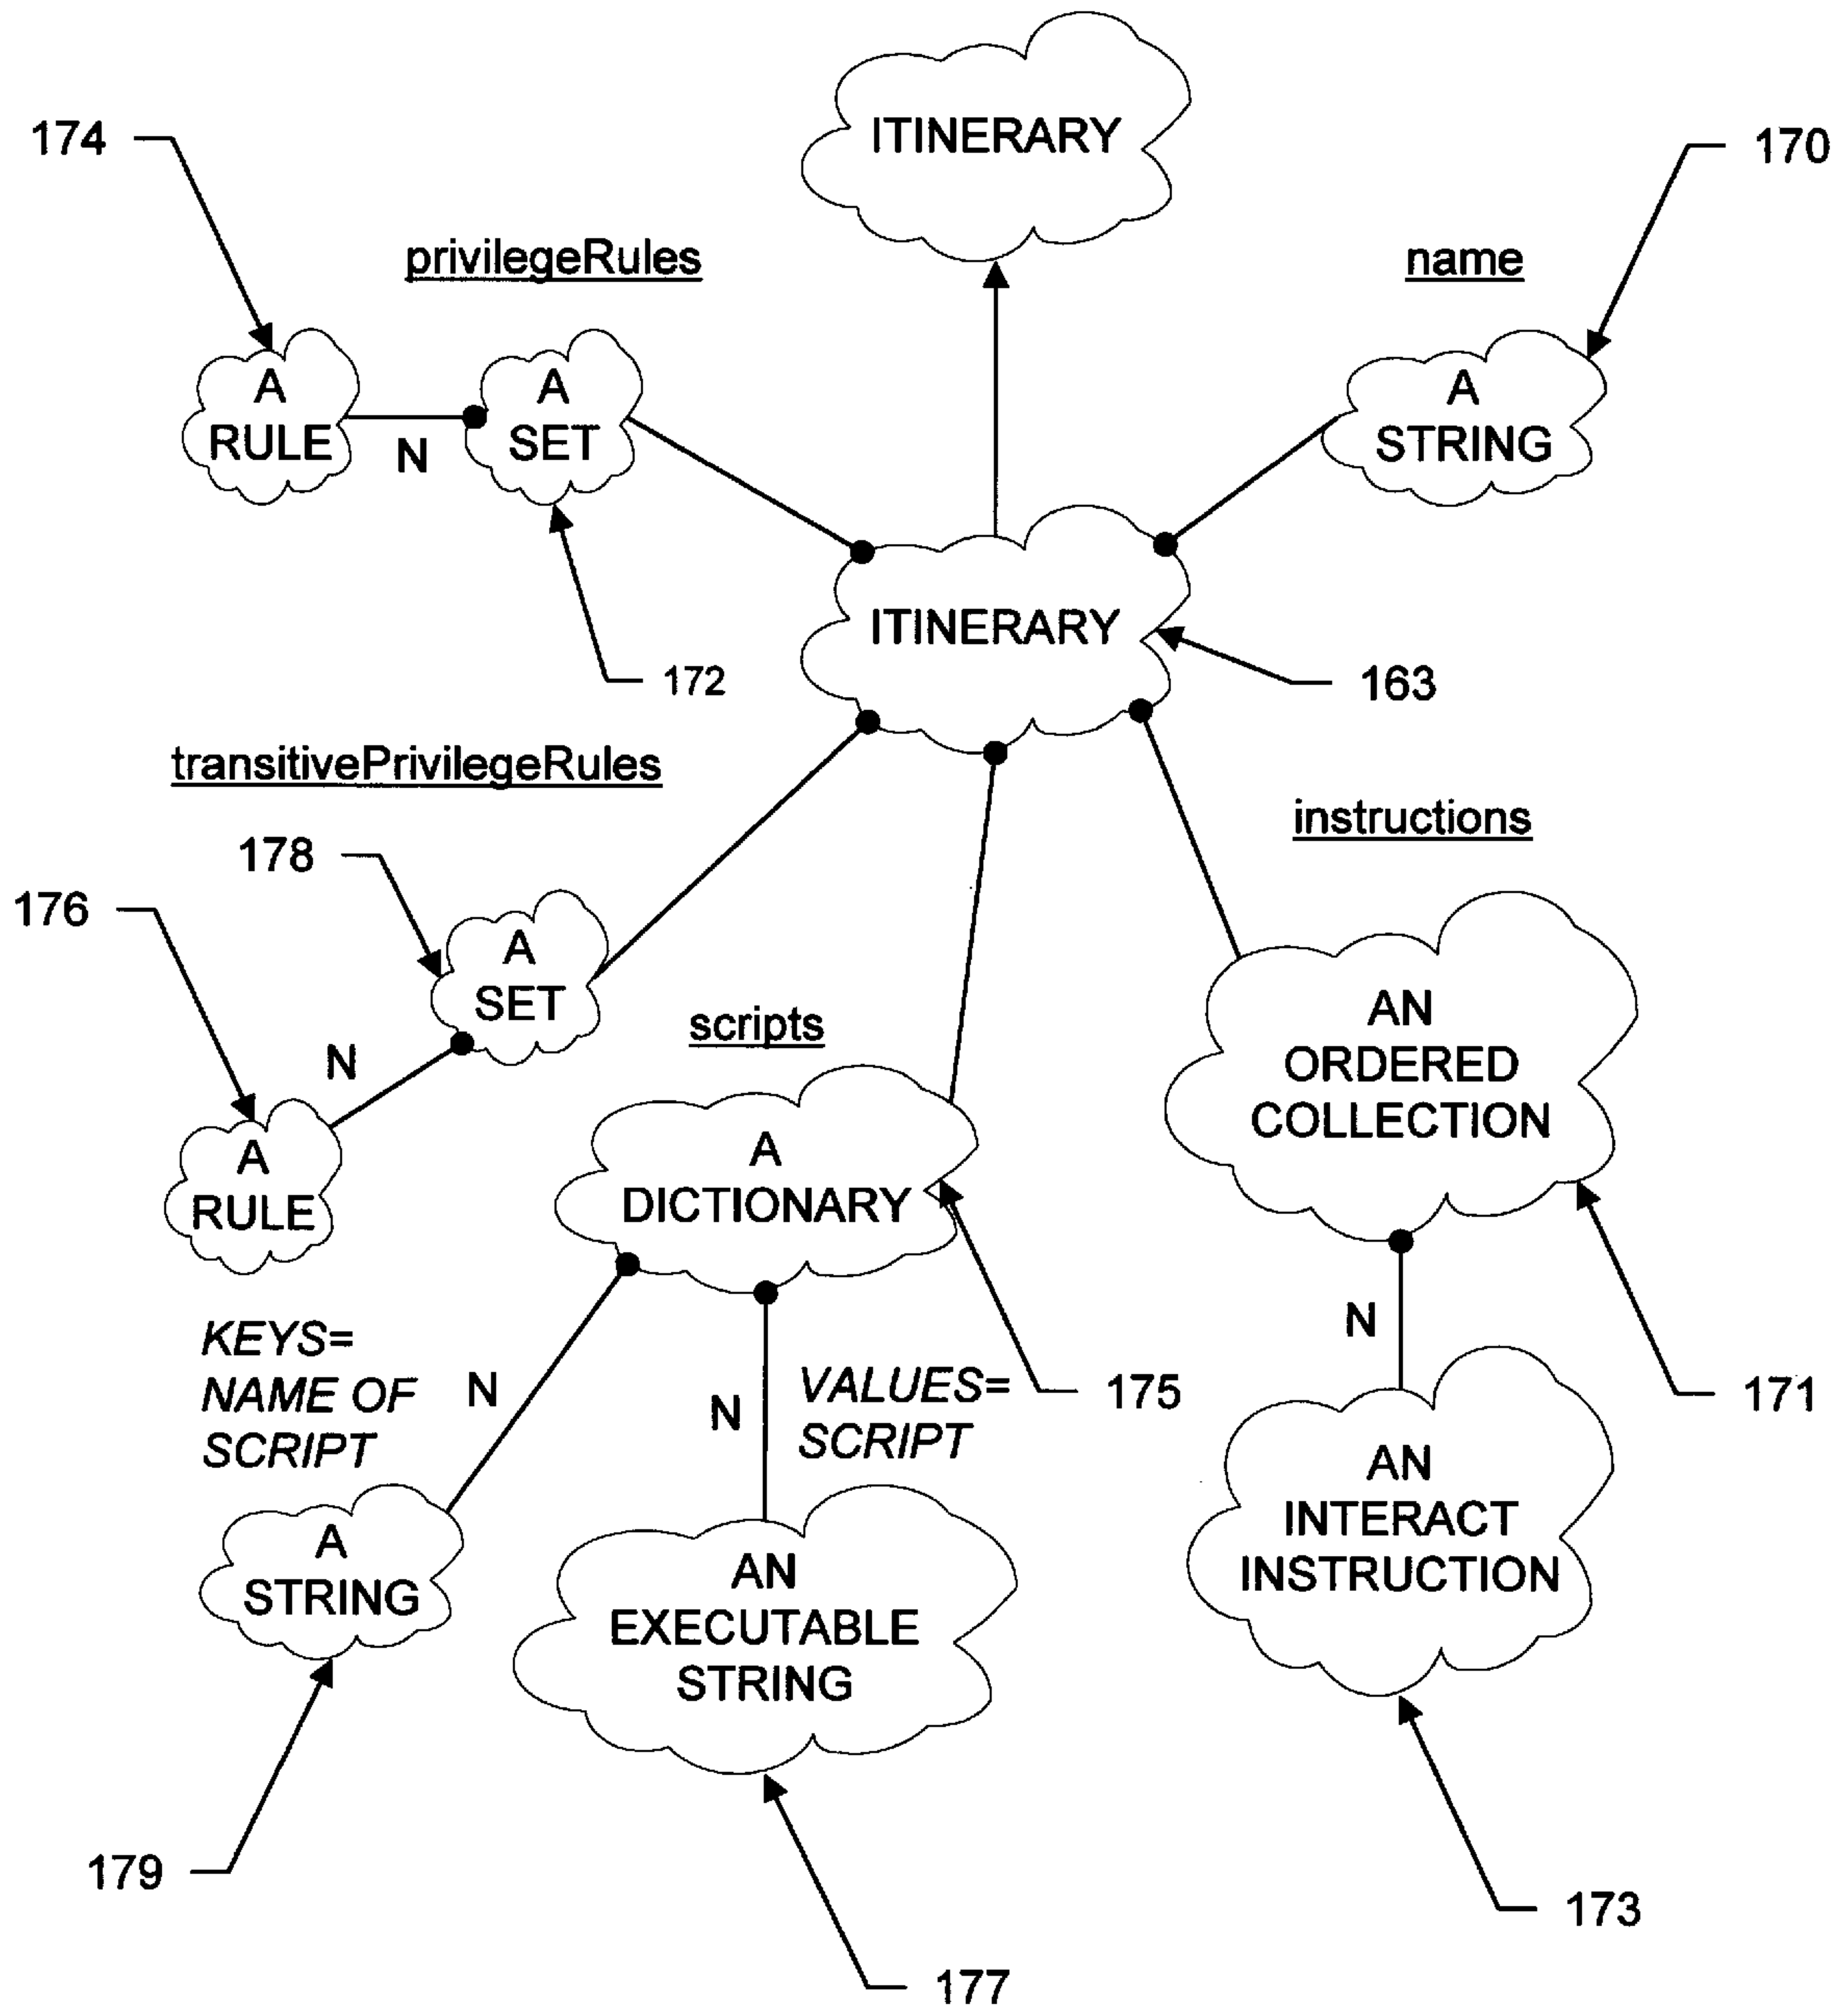 ITINERARY
174
170
privilegeRules
name
A
RULE
N
A
SET
A
STRING
ITINERARY
172
163
transitivePrivilegeRules
instructions
178
176
A
SET
N
scripts
AN
ORDERED
COLLECTION
A
RULE
A
DICTIONARY
KEYS=
NAME OF
SCRIPT
N
N
VALUES=
SCRIPT
175
N
171
A
STRING
AN
EXECUTABLE
STRING
AN
INTERACT
INSTRUCTION
179
177
173